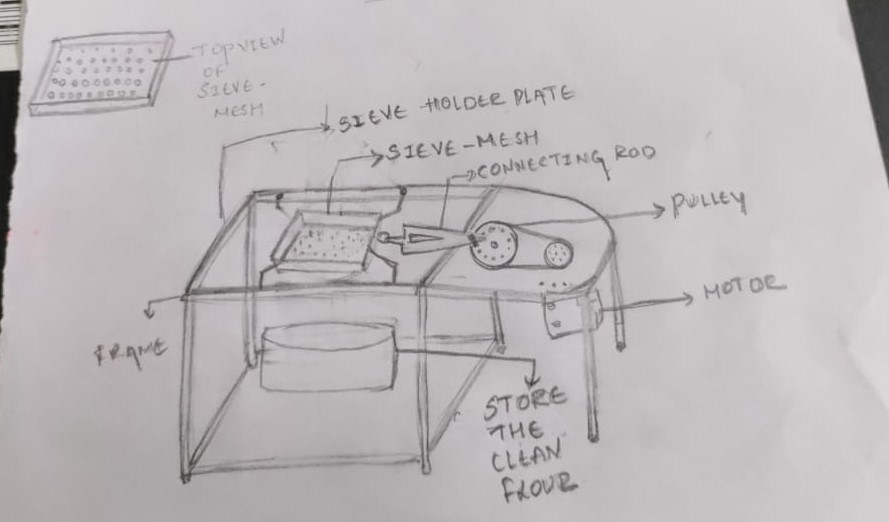 TOPVIEW
OF
SIEVE-
MESH
SIEVE HOLDER PLATE
SIEVE-MESH
CONNECTING ROD
PULLEY
MOTOR
FRAME
STORE
THE
CLEAN
FLOUR